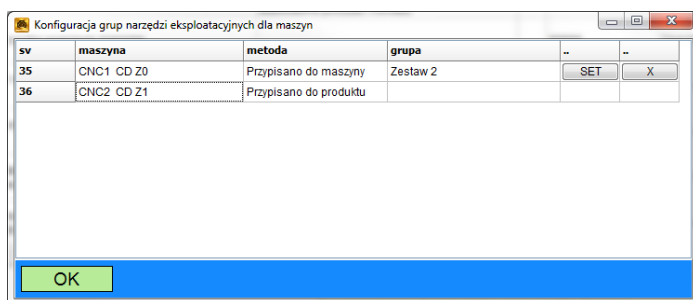 Konfiguracja grup narzędzi eksploatacyjnych dla maszyn
sv maszyna metoda grupa .. ..
35 CNC1 CD Z0 Przypisano do maszyny Zestaw 2 SET X
36 CNC2 CD Z1 Przypisano do produktu
OK